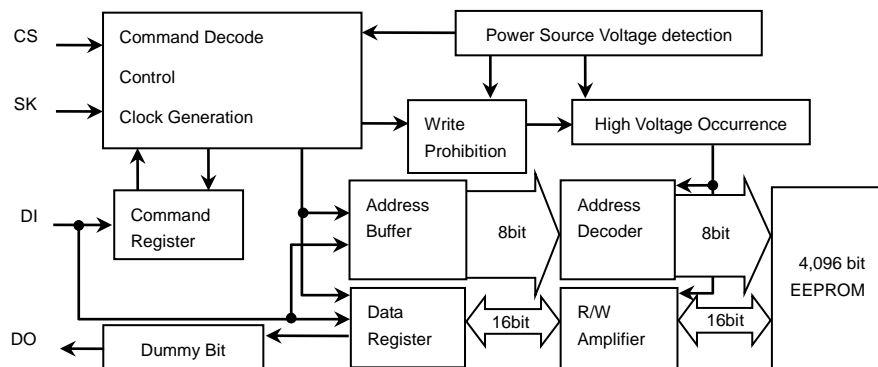 CS
Command Decode
Control
Clock Generation
Power Source Voltage detection
SK
Write
Prohibition
High Voltage Occurrence
DI
Command
Register
Address
Buffer
8bit
Address
Decoder
8bit
4,096 bit
EEPROM
DO
Dummy Bit
Data
Register
16bit
R/W
Amplifier
16bit